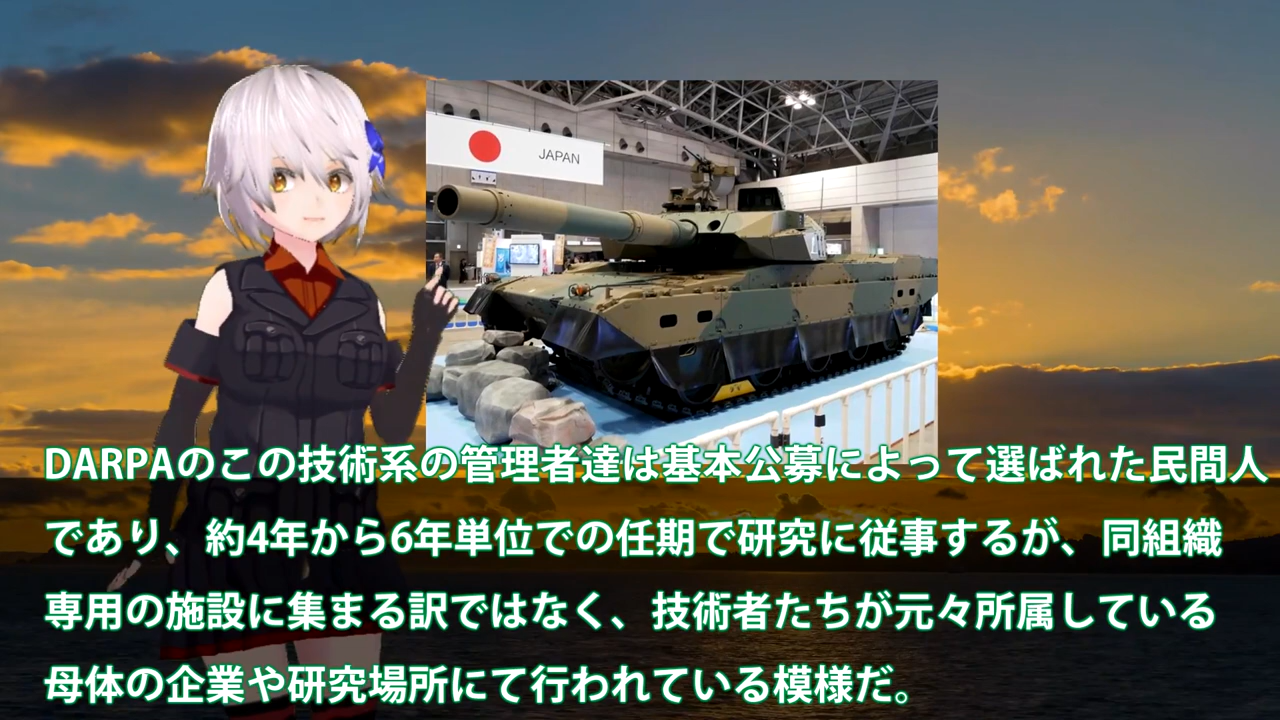 JAPAN
DARPAのこの技術系の管理者達は基本公募によって選ばれた民間人
であり、約4年から6年単位での任期で研究に従事するが、同組織
専用の施設に集まる訳ではなく、技術者たちが元々所属している
母体の企業や研究場所にて行われている模様だ。